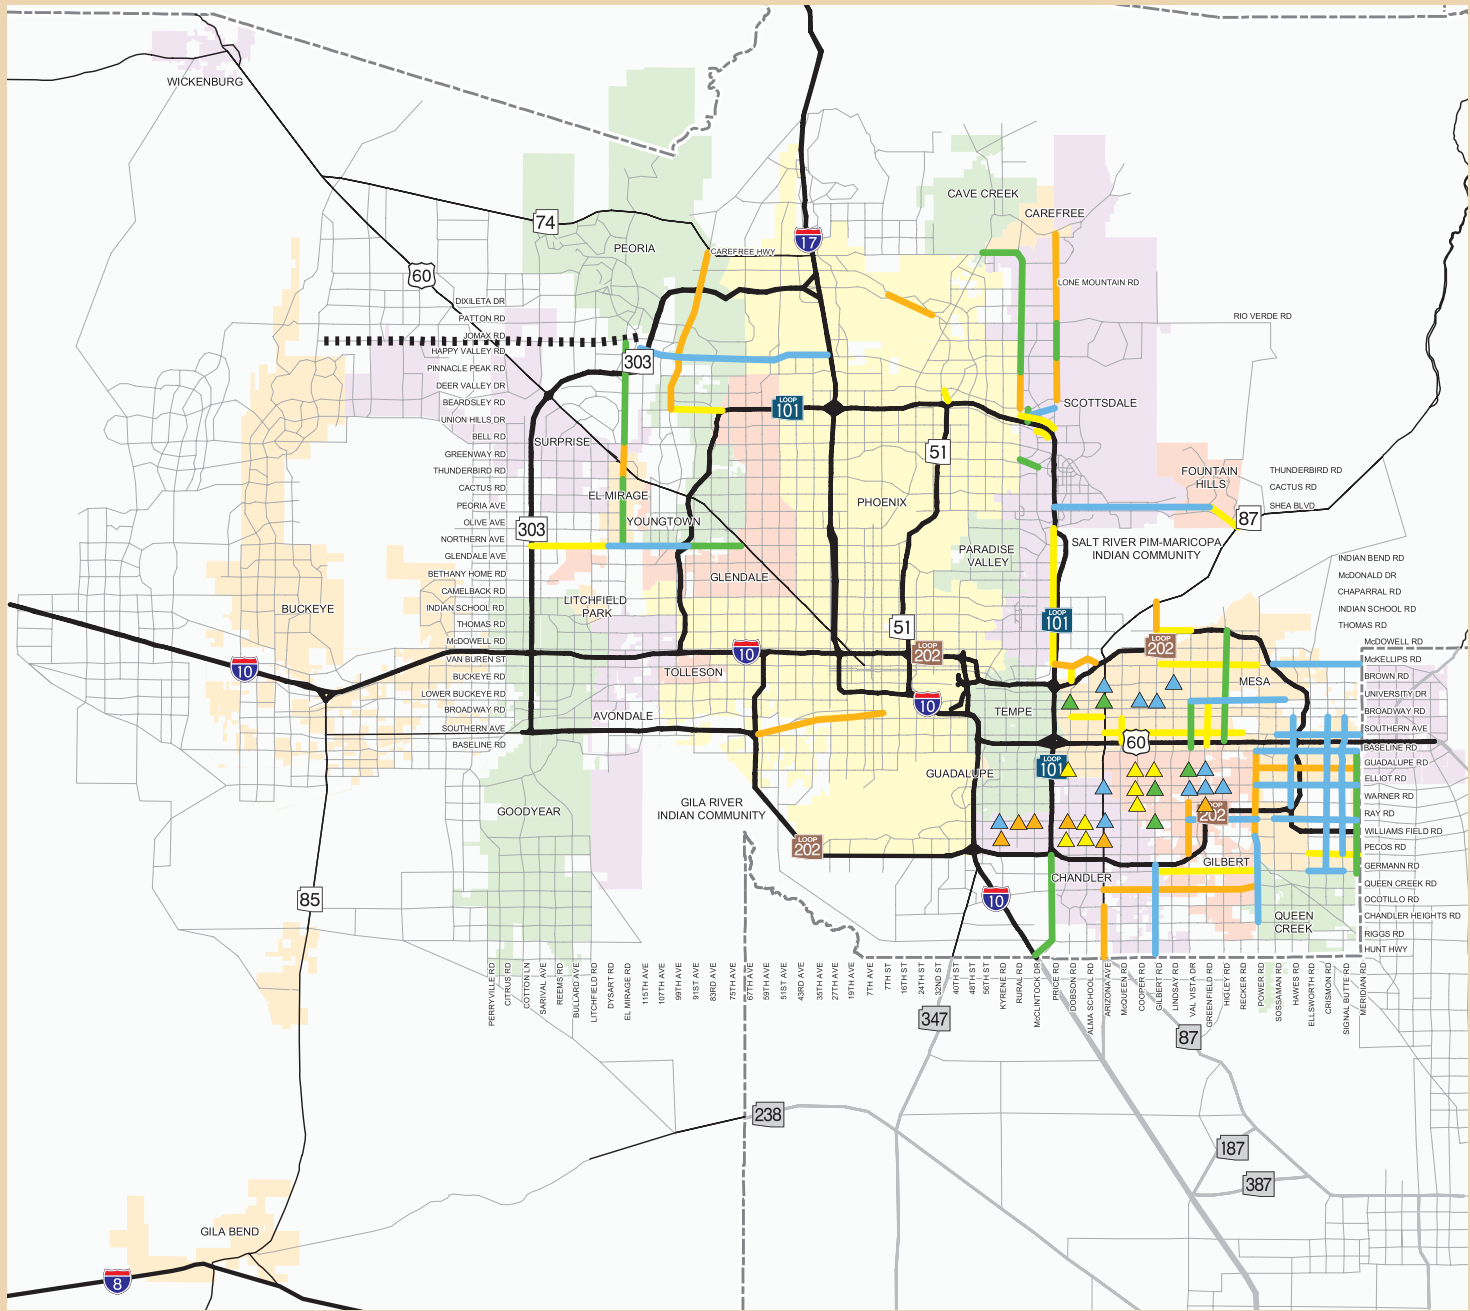 WICKENBURG
CAVE CREEK
CAREFREE
74
PEORIA
17
CAREFREE HWY
60
LONE MOUNTAIN RD
DIXILETA DR
PATTON RD
JOMAX RD
HAPPY VALLEY RD
PINNACLE PEAK RD
DEER VALLEY DR
BEARDSLEY RD
UNION HILLS DR
BELL RD
GREENWAY RD
THUNDERBIRD RD
CACTUS RD
PEORIA AVE
OLIVE AVE
NORTHERN AVE
GLENDALE AVE
BETHANY HOME RD
CAMELBACK RD
INDIAN SCHOOL RD
THOMAS RD
McDOWELL RD
VAN BUREN ST
BUCKEYE RD
LOWER BUCKEYE RD
BROADWAY RD
SOUTHERN AVE
BASELINE RD
RIO VERDE RD
303
LOOP
101
SCOTTSDALE
SURPRISE
51
FOUNTAIN
HILLS
THUNDERBIRD RD
CACTUS RD
SHEA BLVD
EL MIRAGE
PHOENIX
YOUNGTOWN
303
87
SALT RIVER PIM-MARICOPA
INDIAN COMMUNITY
PARADISE
VALLEY
GLENDALE
INDIAN BEND RD
McDONALD DR
CHAPARRAL RD
INDIAN SCHOOL RD
THOMAS RD
McDOWELL RD
McKELLIPS RD
BROWN RD
UNIVERSITY DR
BROADWAY RD
SOUTHERN AVE
BASELINE RD
GUADALUPE RD
ELLIOT RD
WARNER RD
RAY RD
WILLIAMS FIELD RD
PECOS RD
GERMANN RD
QUEEN CREEK RD
OCOTILLO RD
CHANDLER HEIGHTS RD
RIGGS RD
HUNT HWY
BUCKEYE
LITCHFIELD
PARK
LOOP
101
51
LOOP
202
LOOP
202
10
10
TOLLESON
MESA
10
AVONDALE
TEMPE
60
GUADALUPE
LOOP
101
GOODYEAR
GILA RIVER
INDIAN COMMUNITY
LOOP
202
LOOP
202
GILBERT
CHANDLER
85
10
QUEEN
CREEK
PERRYVILLE RD
CITRUS RD
COTTON LN
SARIVAL AVE
REEMS RD
BULLARD AVE
LITCHFIELD RD
DYSART RD
EL MIRAGE RD
115TH AVE
107TH AVE
99TH AVE
91ST AVE
83RD AVE
75TH AVE
67TH AVE
59TH AVE
51ST AVE
43RD AVE
35TH AVE
27TH AVE
19TH AVE
7TH AVE
7TH ST
16TH ST
24TH ST
32ND ST
40TH ST
48TH ST
56TH ST
KYRENE RD
RURAL RD
McCLINTOCK DR
PRICE RD
DOBSON RD
ALMA SCHOOL RD
ARIZONA AVE
McQUEEN RD
COOPER RD
GILBERT RD
LINDSAY RD
VAL VISTA DR
GREENFIELD RD
HIGLEY RD
RECKER RD
POWER RD
SOSSAMAN RD
HAWES RD
ELLSWORTH RD
CRISMON RD
SIGNAL BUTTE RD
MERIDIAN RD
347
87
238
187
387
GILA BEND
8